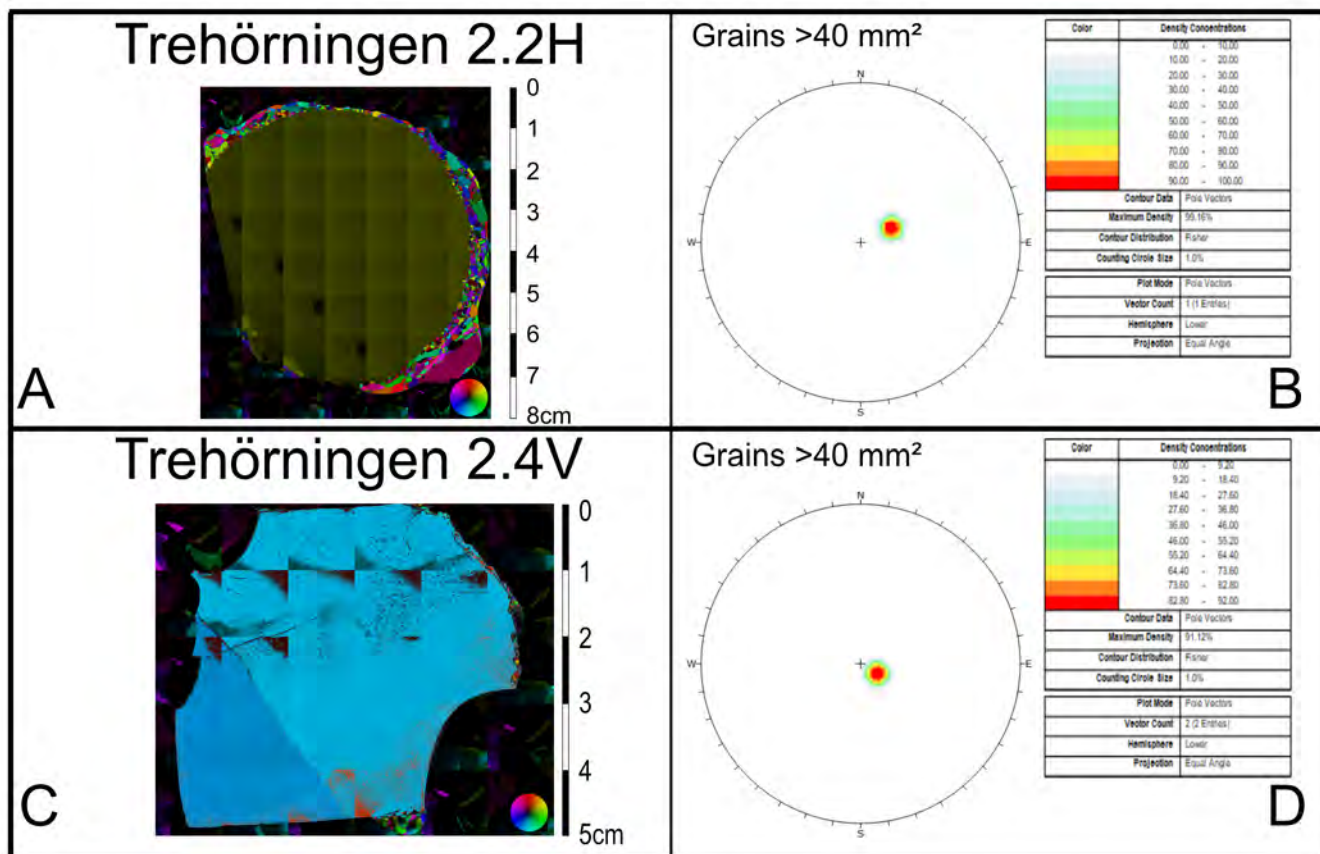 Trehörningen 2.2H
0
1
2
3
4
5
6
7
8cm
A
Grains >40 mm²
N
W
E
S
Color Density Concentrations
0.00 - 10.00
10.00 - 20.00
20.00 - 30.00
30.00 - 40.00
40.00 - 50.00
50.00 - 60.00
60.00 - 70.00
70.00 - 80.00
80.00 - 90.00
90.00 - 100.00
Contour Data Pole Vectors
Maximum Density 99.16%
Contour Distribution Fisher
Counting Circle Size 1.0%
Plot Mode Pole Vectors
Vector Count 1 (1 Entries)
Hemisphere Lower
Projection Equal Angle
B
Trehörningen 2.4V
0
1
2
3
4
5cm
C
Grains >40 mm²
N
W
E
S
Color Density Concentrations
0.00 - 9.20
9.20 - 18.40
18.40 - 27.60
27.60 - 36.80
36.80 - 46.00
46.00 - 55.20
55.20 - 64.40
64.40 - 73.60
73.60 - 82.80
82.80 - 92.00
Contour Data Pole Vectors
Maximum Density 91.12%
Contour Distribution Fisher
Counting Circle Size 1.0%
Plot Mode Pole Vectors
Vector Count 2 (2 Entries)
Hemisphere Lower
Projection Equal Angle
D